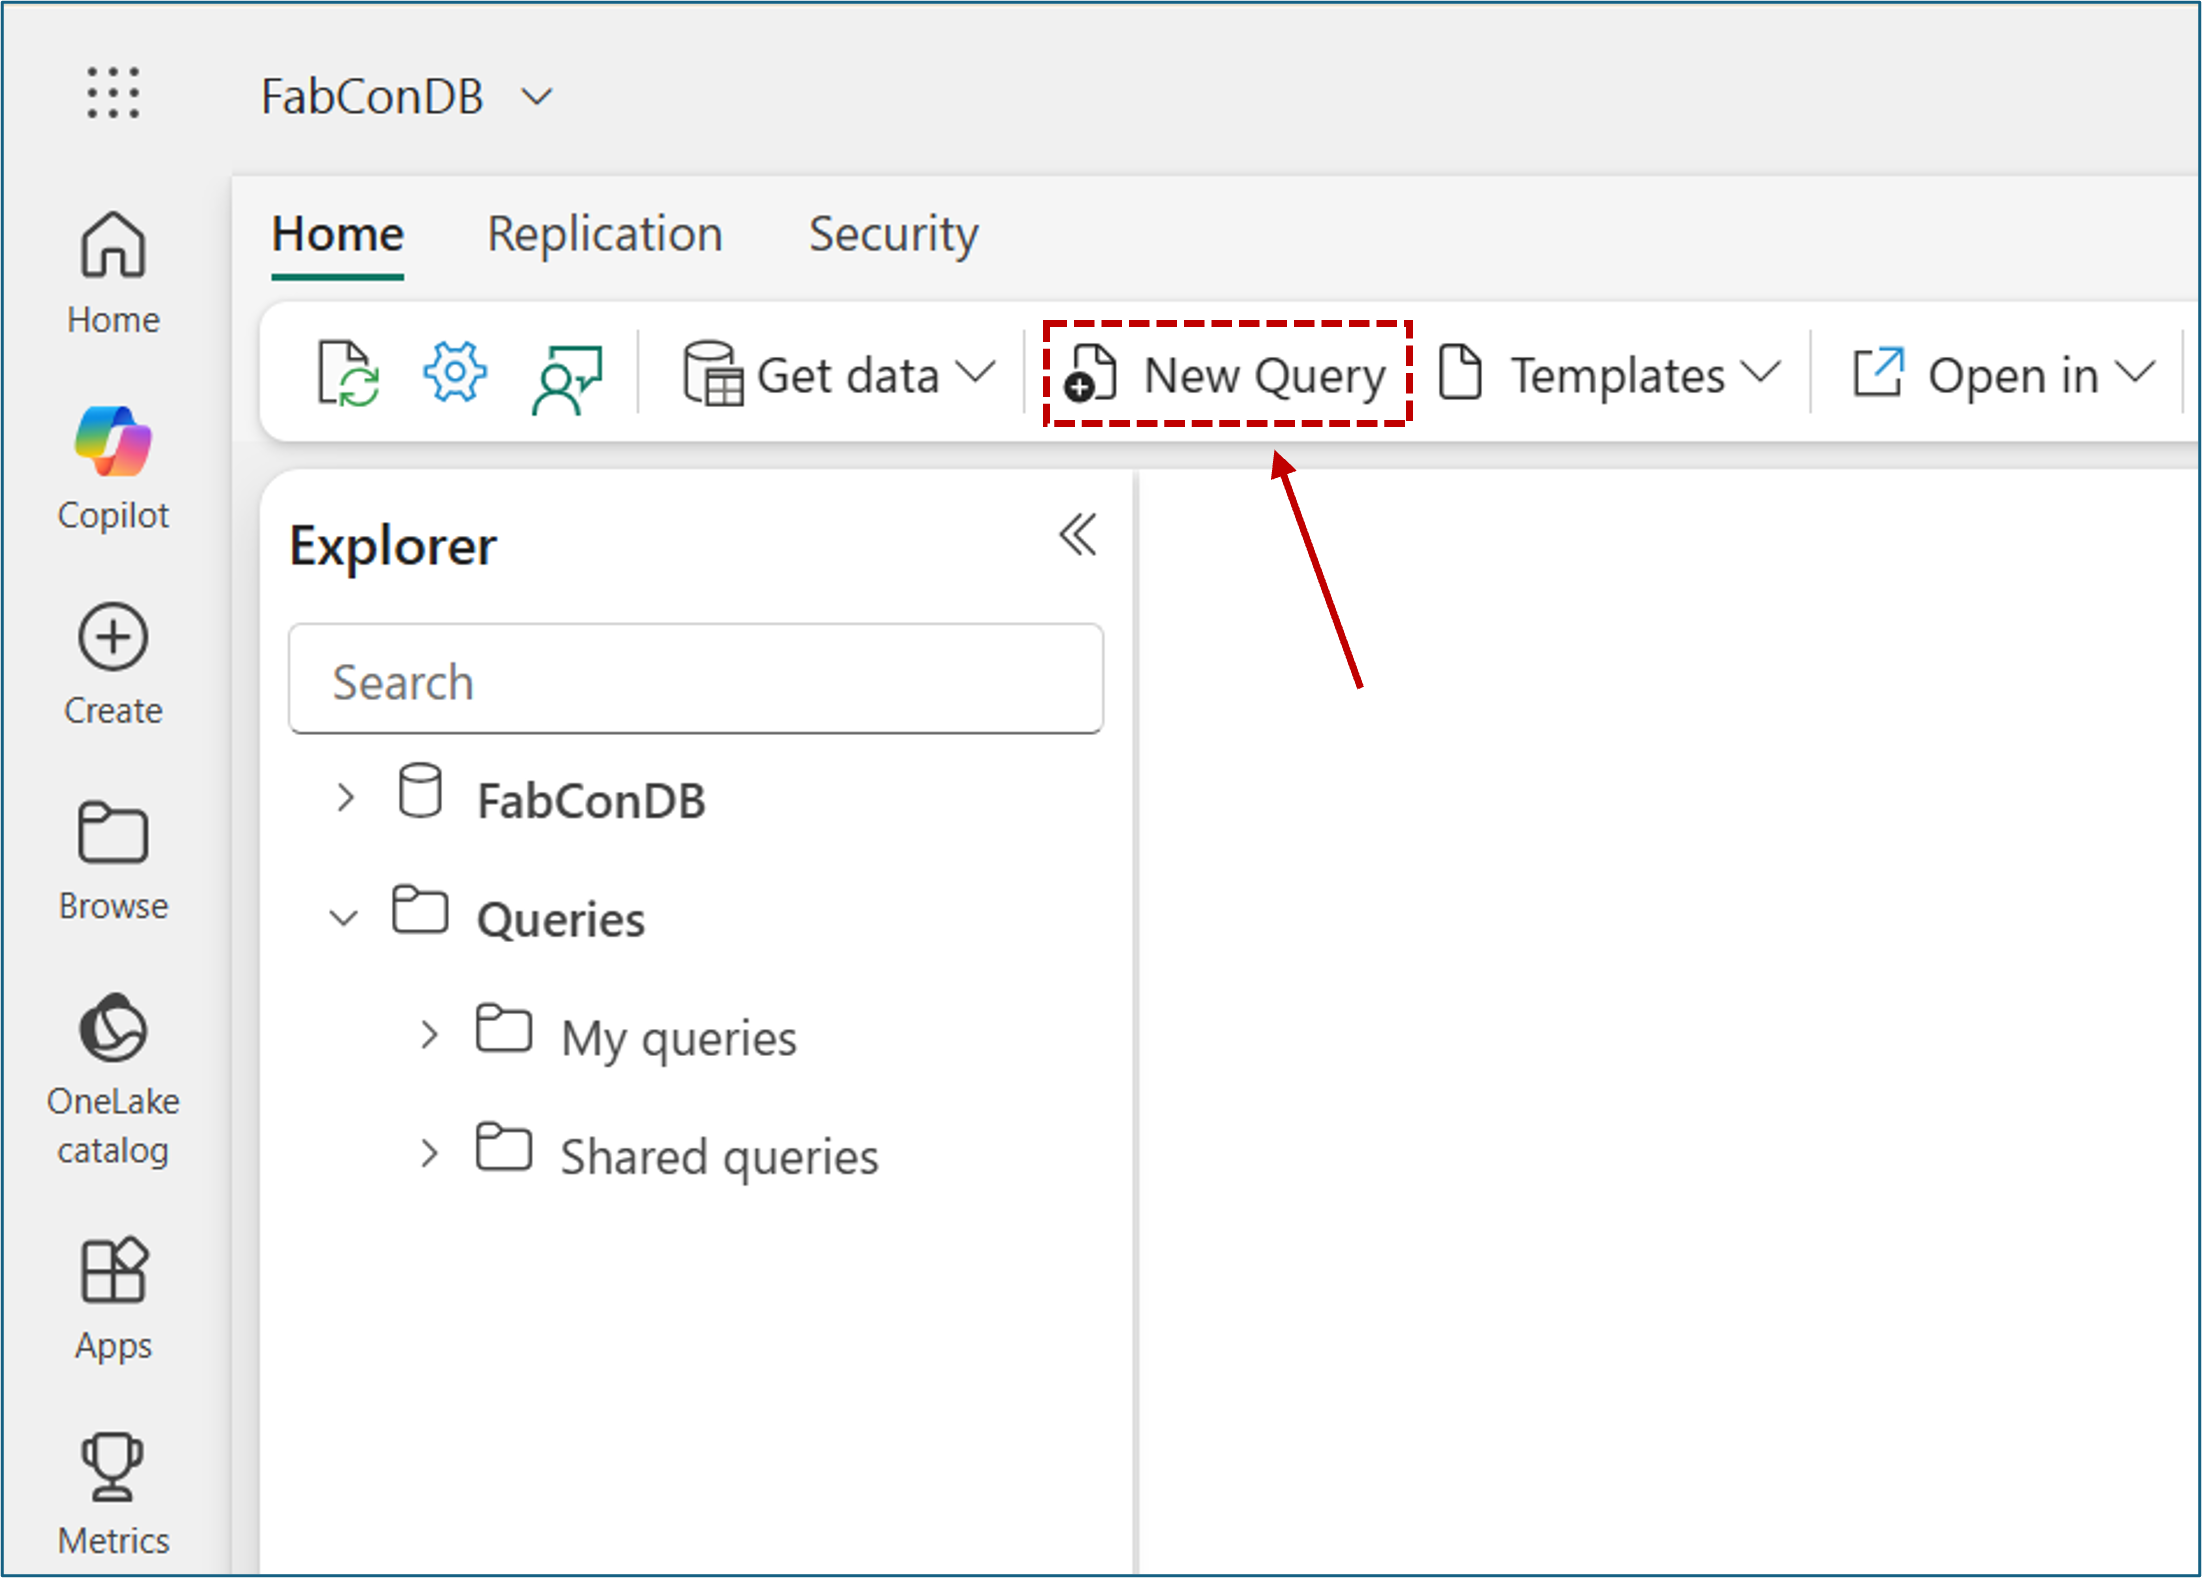 FabConDB
Home Replication Security
Get data New Query Templates Open in
Home
Copilot
Create
Browse
OneLake
catalog
Apps
Metrics
Explorer
Search
FabConDB
Queries
My queries
Shared queries